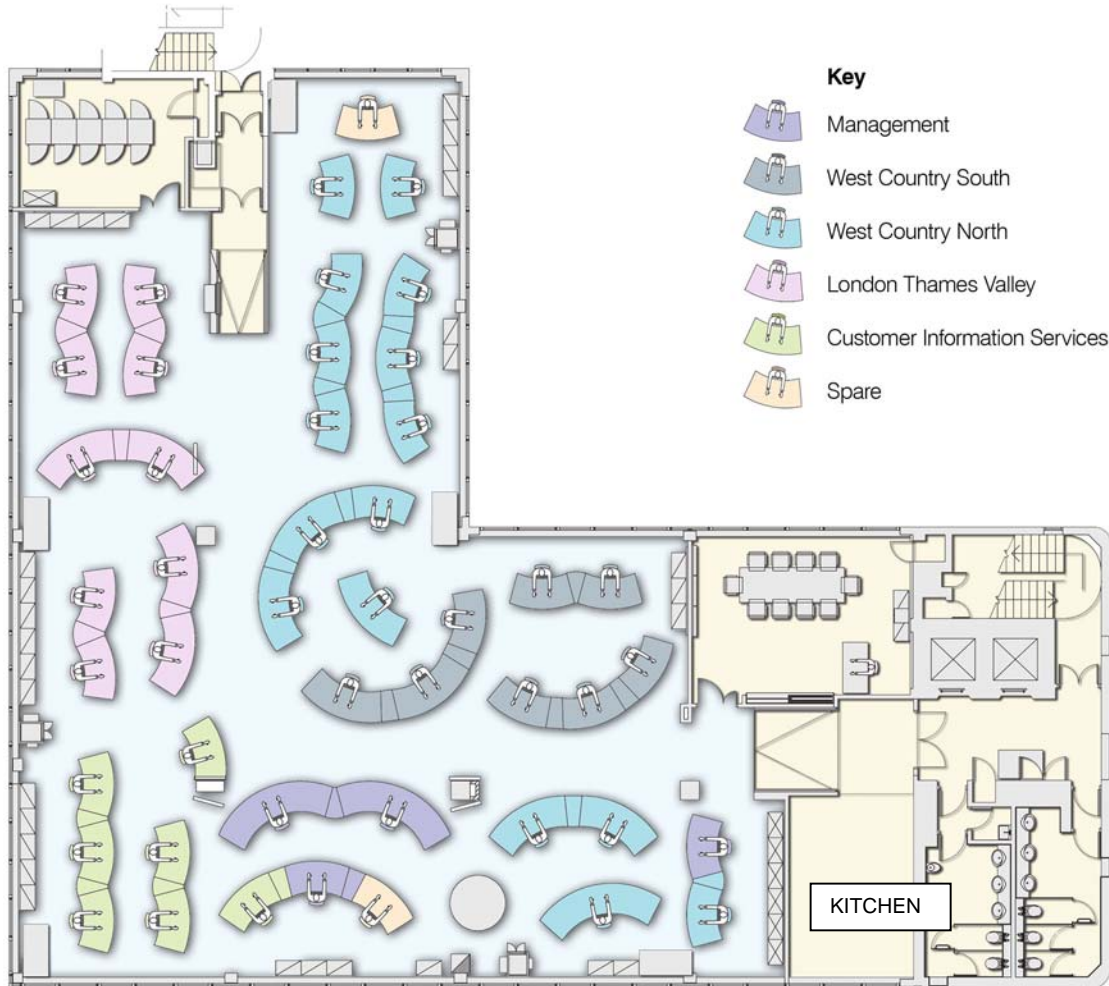 Key
Management
West Country South
West Country North
London Thames Valley
Customer Information Services
Spare
KITCHEN